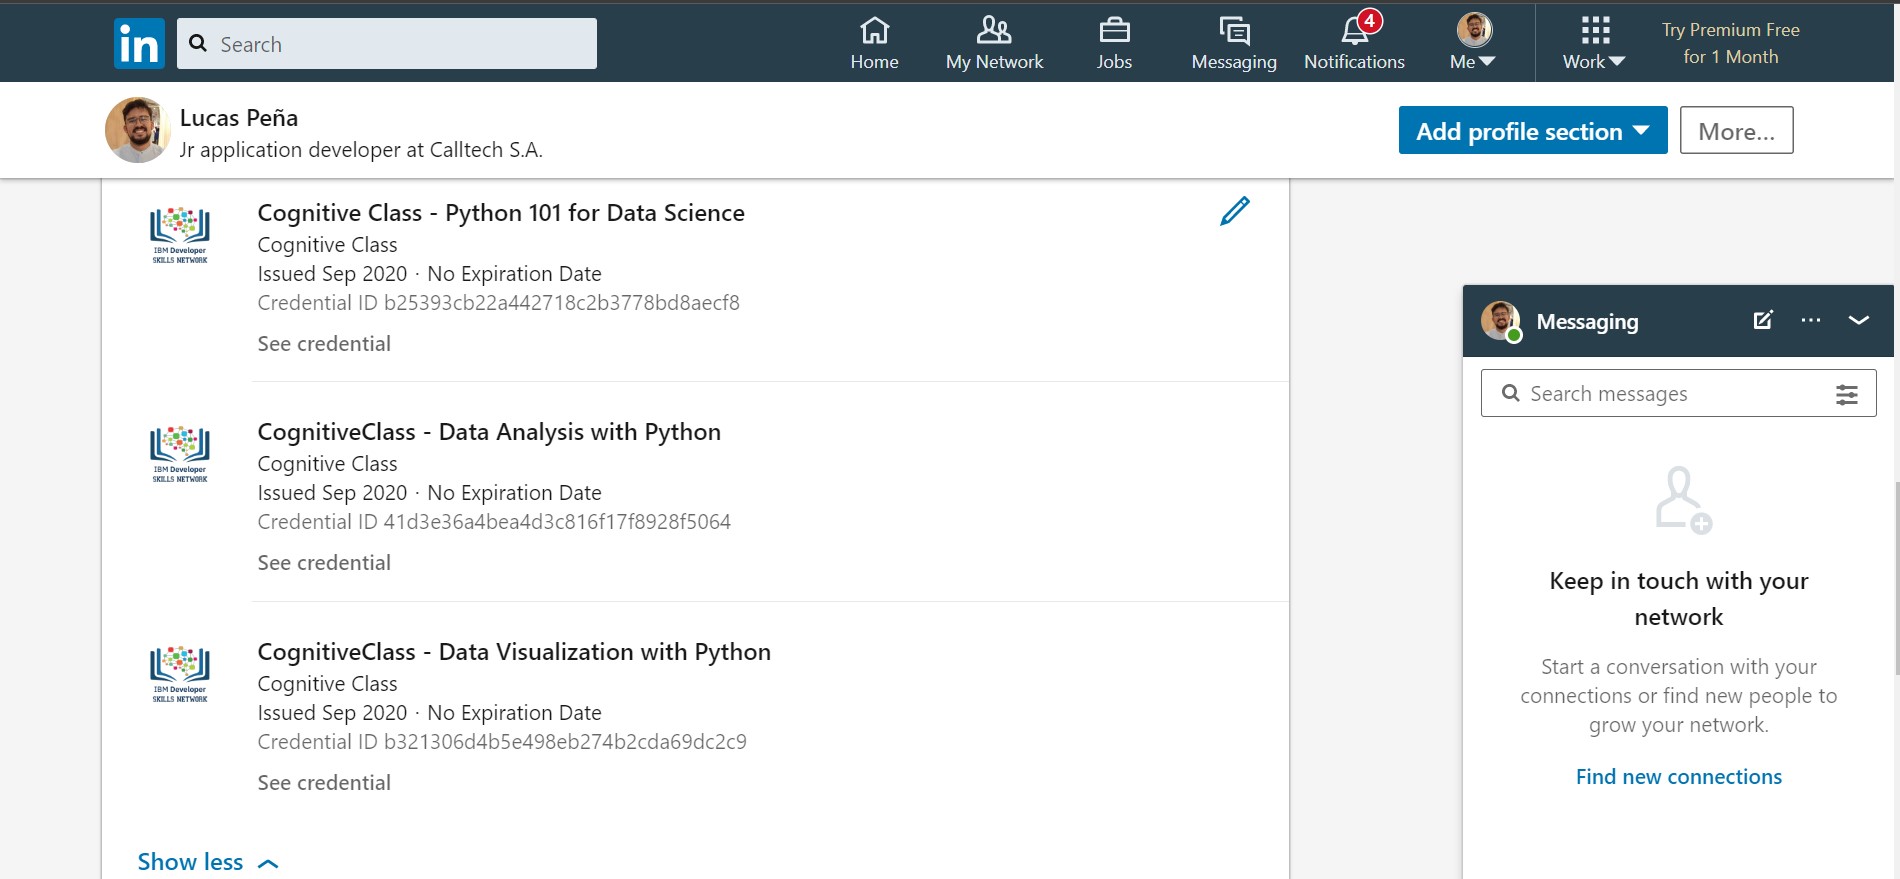 in
Search
Home
My Network
Jobs
Messaging
4
Notifications
Me
Work
Try Premium Free
for 1 Month
Lucas Peña
Jr application developer at Calltech S.A.
Add profile section
More...
IBM Developer
SKILLS NETWORK
Cognitive Class - Python 101 for Data Science
Cognitive Class
Issued Sep 2020 · No Expiration Date
Credential ID b25393cb22a442718c2b3778bd8aecf8
See credential
IBM Developer
SKILLS NETWORK
CognitiveClass - Data Analysis with Python
Cognitive Class
Issued Sep 2020 · No Expiration Date
Credential ID 41d3e36a4bea4d3c816f17f8928f5064
See credential
IBM Developer
SKILLS NETWORK
CognitiveClass - Data Visualization with Python
Cognitive Class
Issued Sep 2020 · No Expiration Date
Credential ID b321306d4b5e498eb274b2cda69dc2c9
See credential
Show less
Messaging
Search messages
Keep in touch with your
network
Start a conversation with your
connections or find new people to
grow your network.
Find new connections